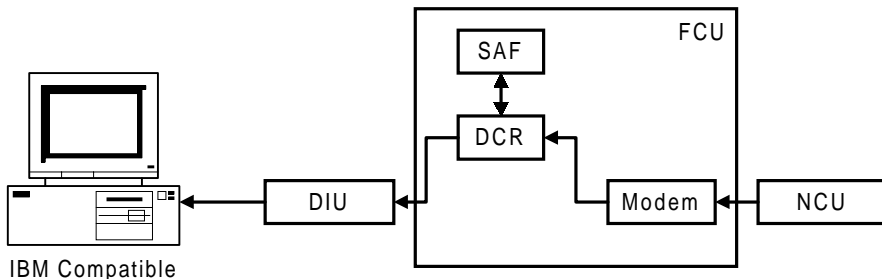 FCU
SAF
DCR
DIU
Modem
NCU
IBM Compatible